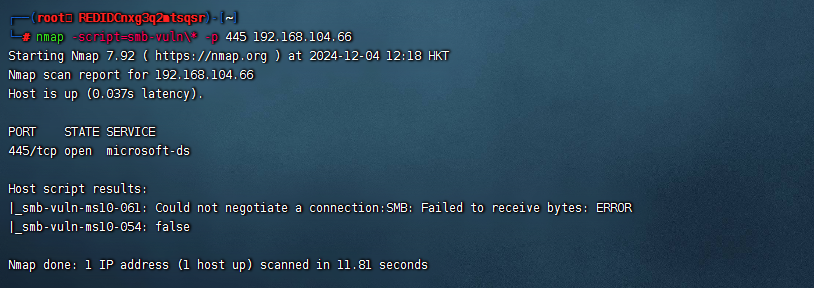 ┌──(root㉿ REDIDCnxg3q2mtsqsr)-[~]
└─# nmap -script=smb-vuln\* -p 445 192.168.104.66
Starting Nmap 7.92 ( https://nmap.org ) at 2024-12-04 12:18 HKT
Nmap scan report for 192.168.104.66
Host is up (0.037s latency).
PORT    STATE SERVICE
445/tcp open  microsoft-ds
Host script results:
|_smb-vuln-ms10-061: Could not negotiate a connection:SMB: Failed to receive bytes: ERROR
|_smb-vuln-ms10-054: false
Nmap done: 1 IP address (1 host up) scanned in 11.81 seconds